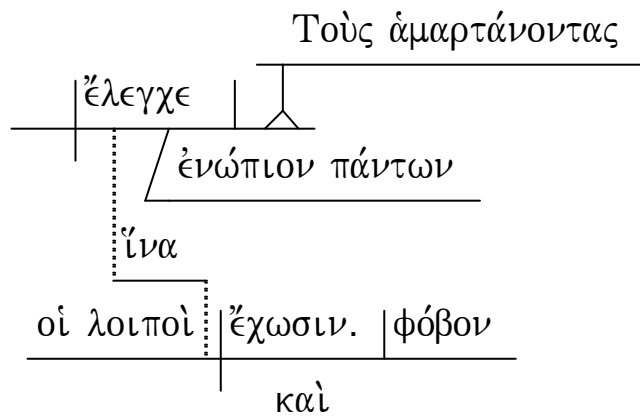 Τοὺς ἁμαρτάνοντας
ἔλεγχε
ἐνώπιον πάντων
ἵνα
οἱ λοιποὶ ἔχωσιν. φόβον
καὶ